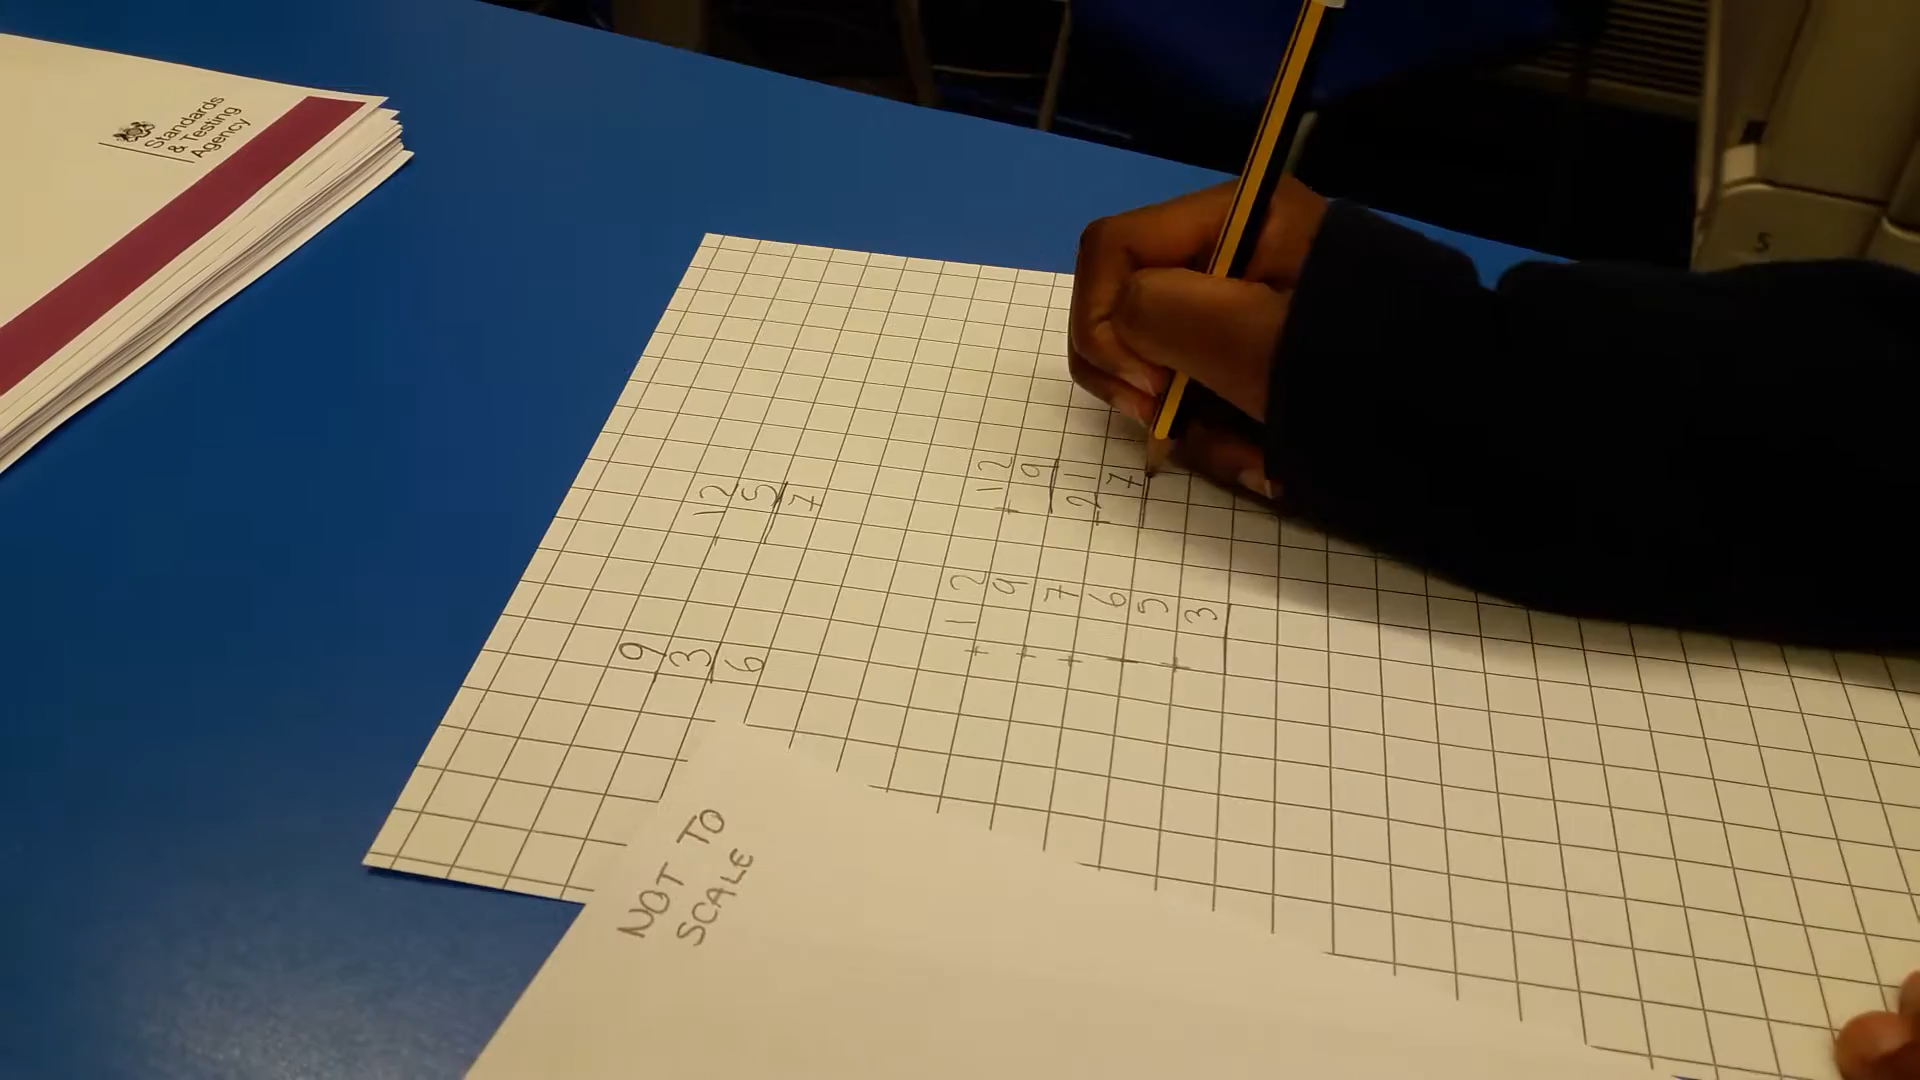 Standards
& Testing
Agency
9
- 3
6
- 12
5
7
+ 12
+ 9
+ 7
+ 6
+ 5
3
+ 12
9
21
+ 7
NOT TO
SCALE
S